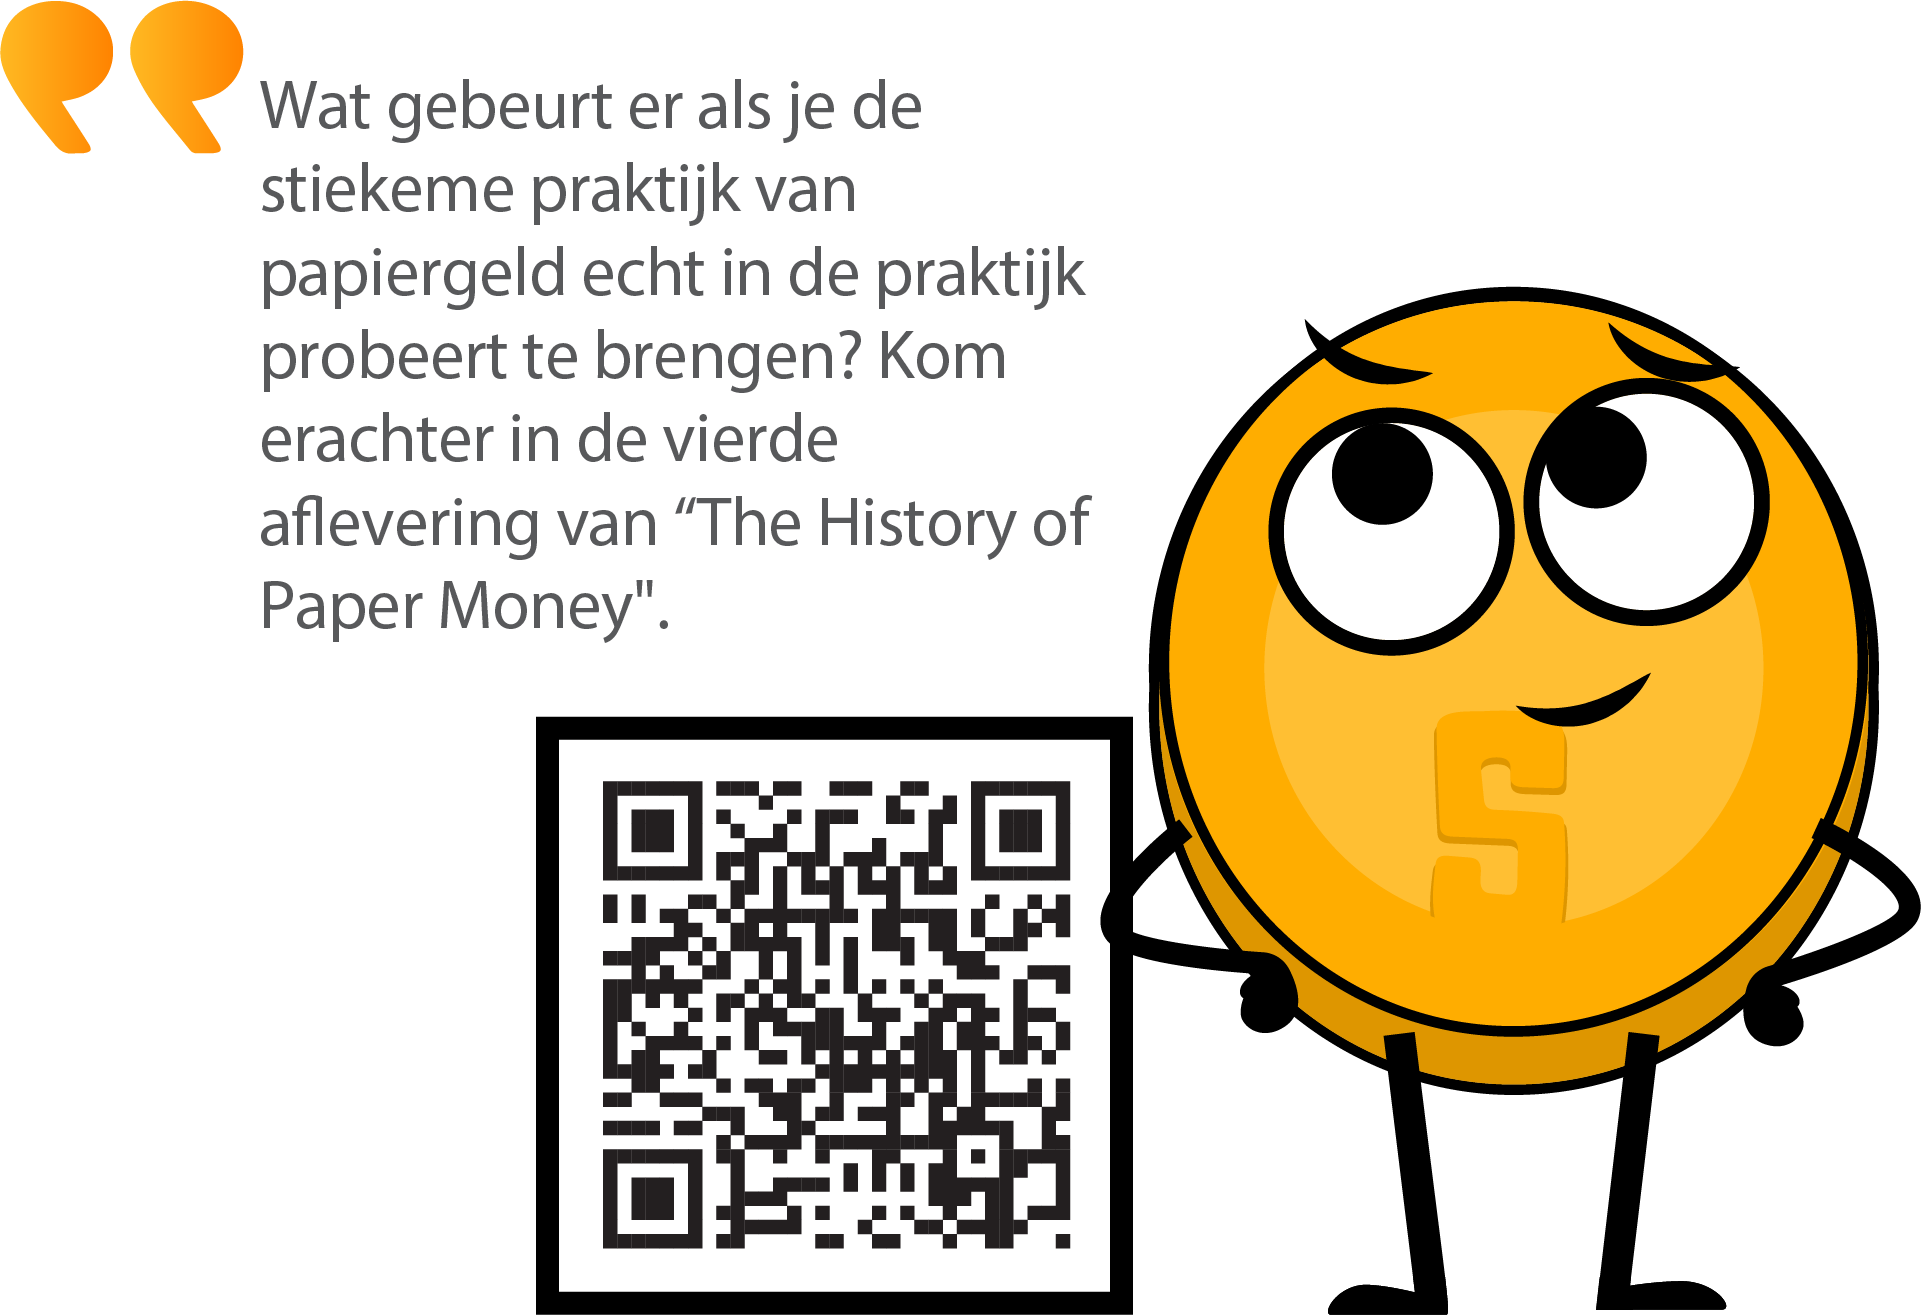 Wat gebeurt er als je de
stiekeme praktijk van
papiergeld echt in de praktijk
probeert te brengen? Kom
erachter in de vierde
aflevering van “The History of
Paper Money".
S